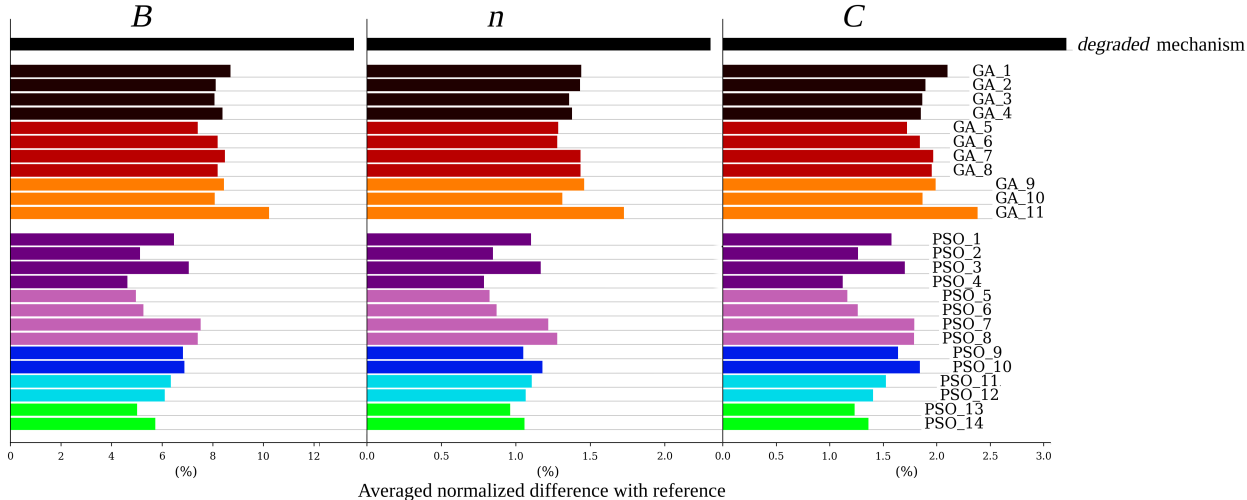 B n C
degraded mechanism
GA_1
GA_2
GA_3
GA_4
GA_5
GA_6
GA_7
GA_8
GA_9
GA_10
GA_11
PSO_1
PSO_2
PSO_3
PSO_4
PSO_5
PSO_6
PSO_7
PSO_8
PSO_9
PSO_10
PSO_11
PSO_12
PSO_13
PSO_14
0 2 4 6 8 10 12 0.0 0.5 1.0 1.5 2.0 0.0 0.5 1.0 1.5 2.0 2.5 3.0
(%) (%) (%)
Averaged normalized difference with reference